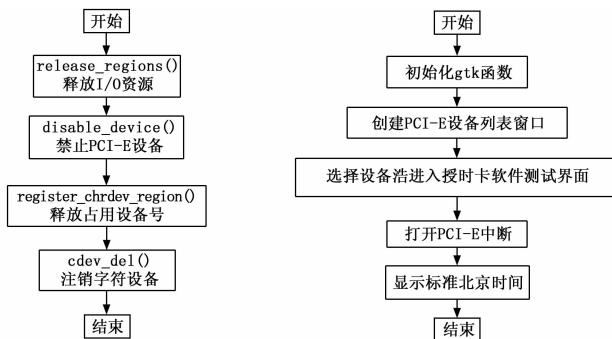 开始
release_regions()
释放I/O资源
disable_device()
禁止PCI-E设备
register_chrdev_region()
释放占用设备号
cdev_del()
注销字符设备
结束
开始
初始化gtk函数
创建PCI-E设备列表窗口
选择设备浩进入授时卡软件测试界面
打开PCI-E中断
显示标准北京时间
结束